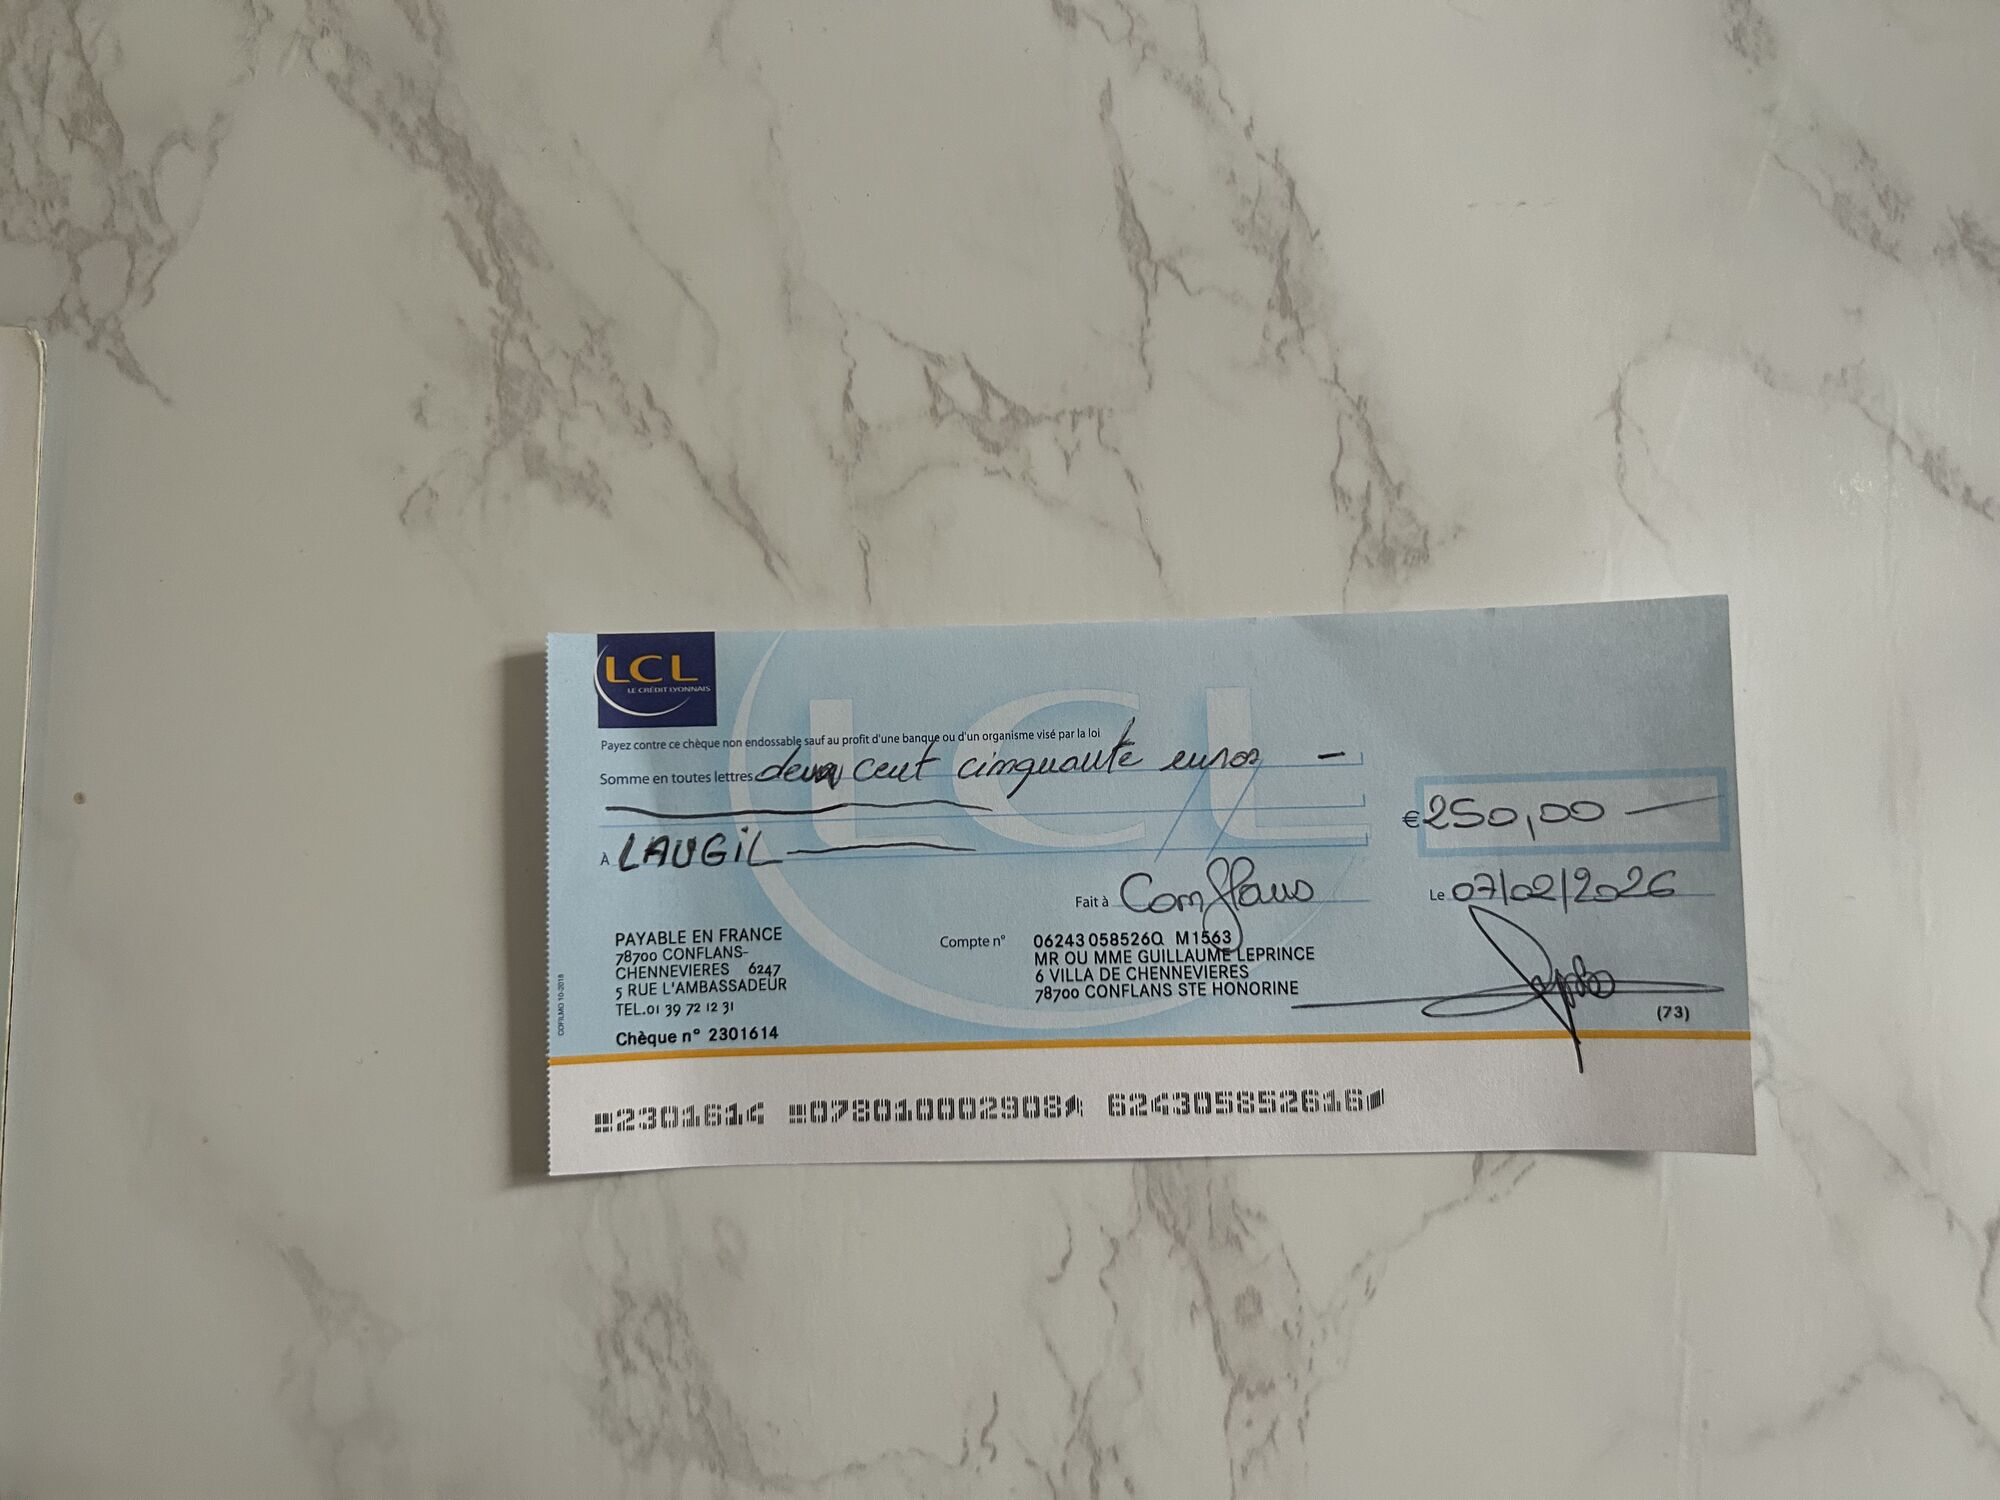 LCL
LE CRÉDIT LYONNAIS
Payez contre ce chèque non endossable sauf au profit d'une banque ou d'un organisme visé par la loi
Somme en toutes lettres deux cent cinquante euros
€ 250,00
À LAUGIL
Fait à Conflans
Le 07/02/2026
PAYABLE EN FRANCE
78700 CONFLANS-
CHENNEVIERES 6247
5 RUE L'AMBASSADEUR
TEL.01 39 72 12 31
Chèque n° 2301614
Compte n° 06243 058526Q M1563
MR OU MME GUILLAUME LEPRINCE
6 VILLA DE CHENNEVIERES
78700 CONFLANS STE HONORINE
(73)
COFILMO 10-2018
2301614 078010002908 624305852616